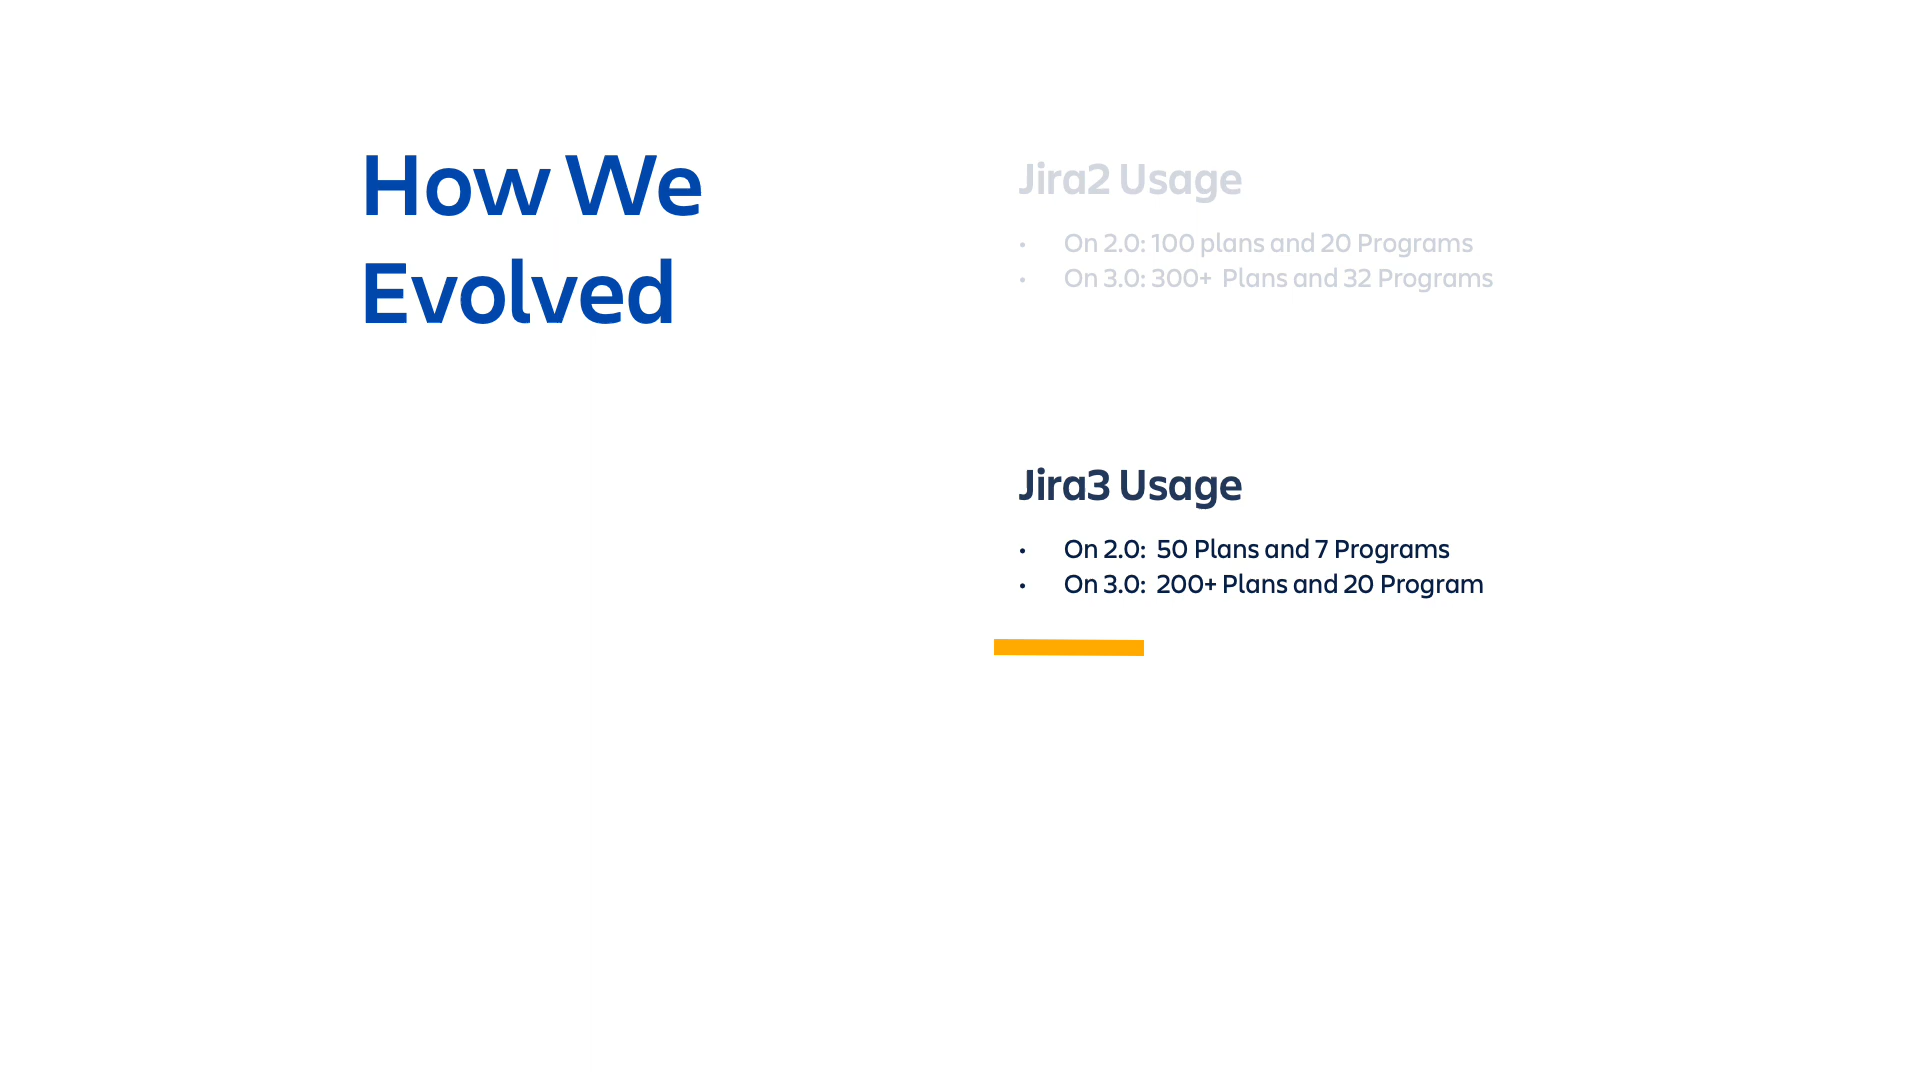 How We
Evolved
Jira2 Usage
• On 2.0: 100 plans and 20 Programs
• On 3.0: 300+ Plans and 32 Programs
Jira3 Usage
• On 2.0: 50 Plans and 7 Programs
• On 3.0: 200+ Plans and 20 Program